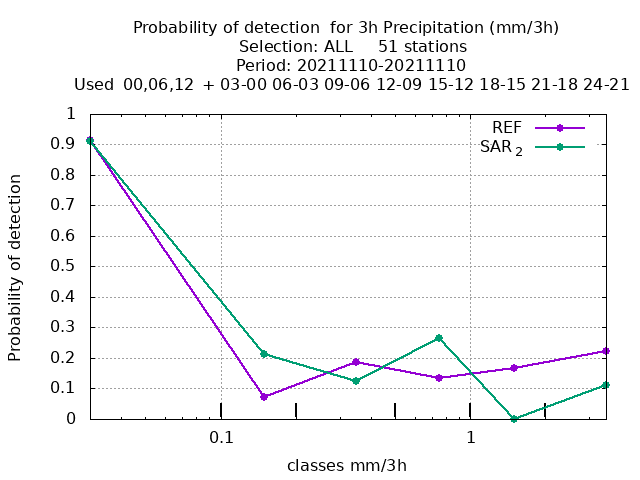 Probability of detection  for 3h Precipitation (mm/3h)
Selection: ALL     51 stations
Period: 20211110-20211110
Used  00,06,12  + 03-00 06-03 09-06 12-09 15-12 18-15 21-18 24-21
1
0.9
0.8
0.7
0.6
0.5
0.4
0.3
0.2
0.1
0
Probability of detection
REF
SAR 2
0.1 1
classes mm/3h